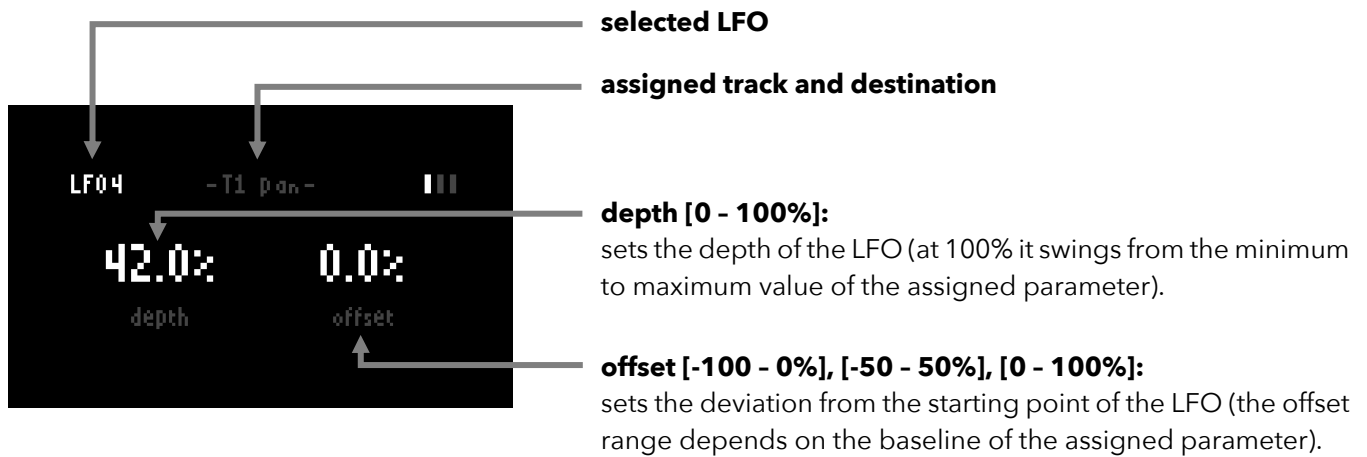 selected LFO
assigned track and destination
LFO4 -T1 pan-
42.0% 0.0%
depth offset
depth [0 – 100%]:
sets the depth of the LFO (at 100% it swings from the minimum
to maximum value of the assigned parameter).
offset [-100 – 0%], [-50 – 50%], [0 – 100%]:
sets the deviation from the starting point of the LFO (the offset
range depends on the baseline of the assigned parameter).